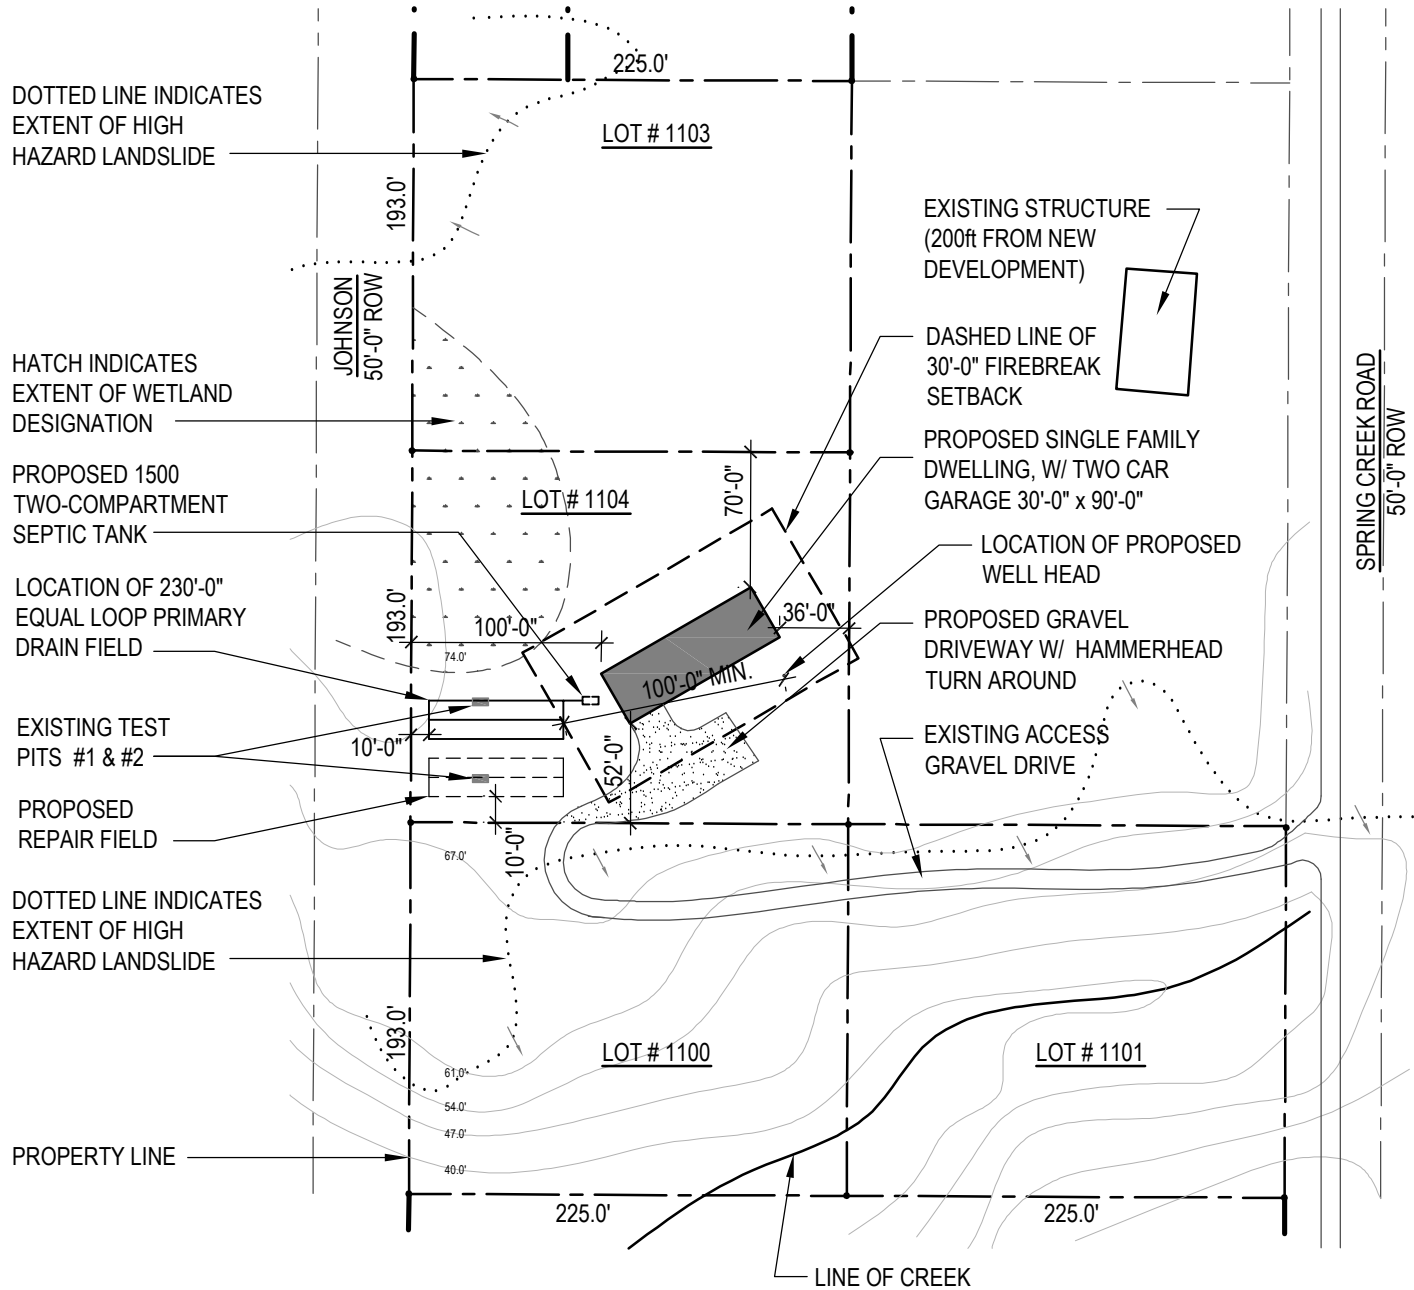 225.0'
DOTTED LINE INDICATES
EXTENT OF HIGH
HAZARD LANDSLIDE
LOT # 1103
193.0'
EXISTING STRUCTURE
(200ft FROM NEW
DEVELOPMENT)
JOHNSON
50'-0" ROW
DASHED LINE OF
30'-0" FIREBREAK
SETBACK
HATCH INDICATES
EXTENT OF WETLAND
DESIGNATION
SPRING CREEK ROAD
50'-0" ROW
PROPOSED SINGLE FAMILY
DWELLING, W/ TWO CAR
GARAGE 30'-0" x 90'-0"
PROPOSED 1500
TWO-COMPARTMENT
SEPTIC TANK
LOT # 1104
70'-0"
LOCATION OF PROPOSED
WELL HEAD
LOCATION OF 230'-0"
EQUAL LOOP PRIMARY
DRAIN FIELD
193.0'
100'-0"
36'-0"
74.0'
PROPOSED GRAVEL
DRIVEWAY W/ HAMMERHEAD
TURN AROUND
100'-0" MIN.
EXISTING TEST
PITS #1 & #2
10'-0"
52'-0"
EXISTING ACCESS
GRAVEL DRIVE
PROPOSED
REPAIR FIELD
10'-0"
67.0'
DOTTED LINE INDICATES
EXTENT OF HIGH
HAZARD LANDSLIDE
193.0'
LOT # 1100
LOT # 1101
61.0'
54.0'
47.0'
40.0'
PROPERTY LINE
225.0'
225.0'
LINE OF CREEK